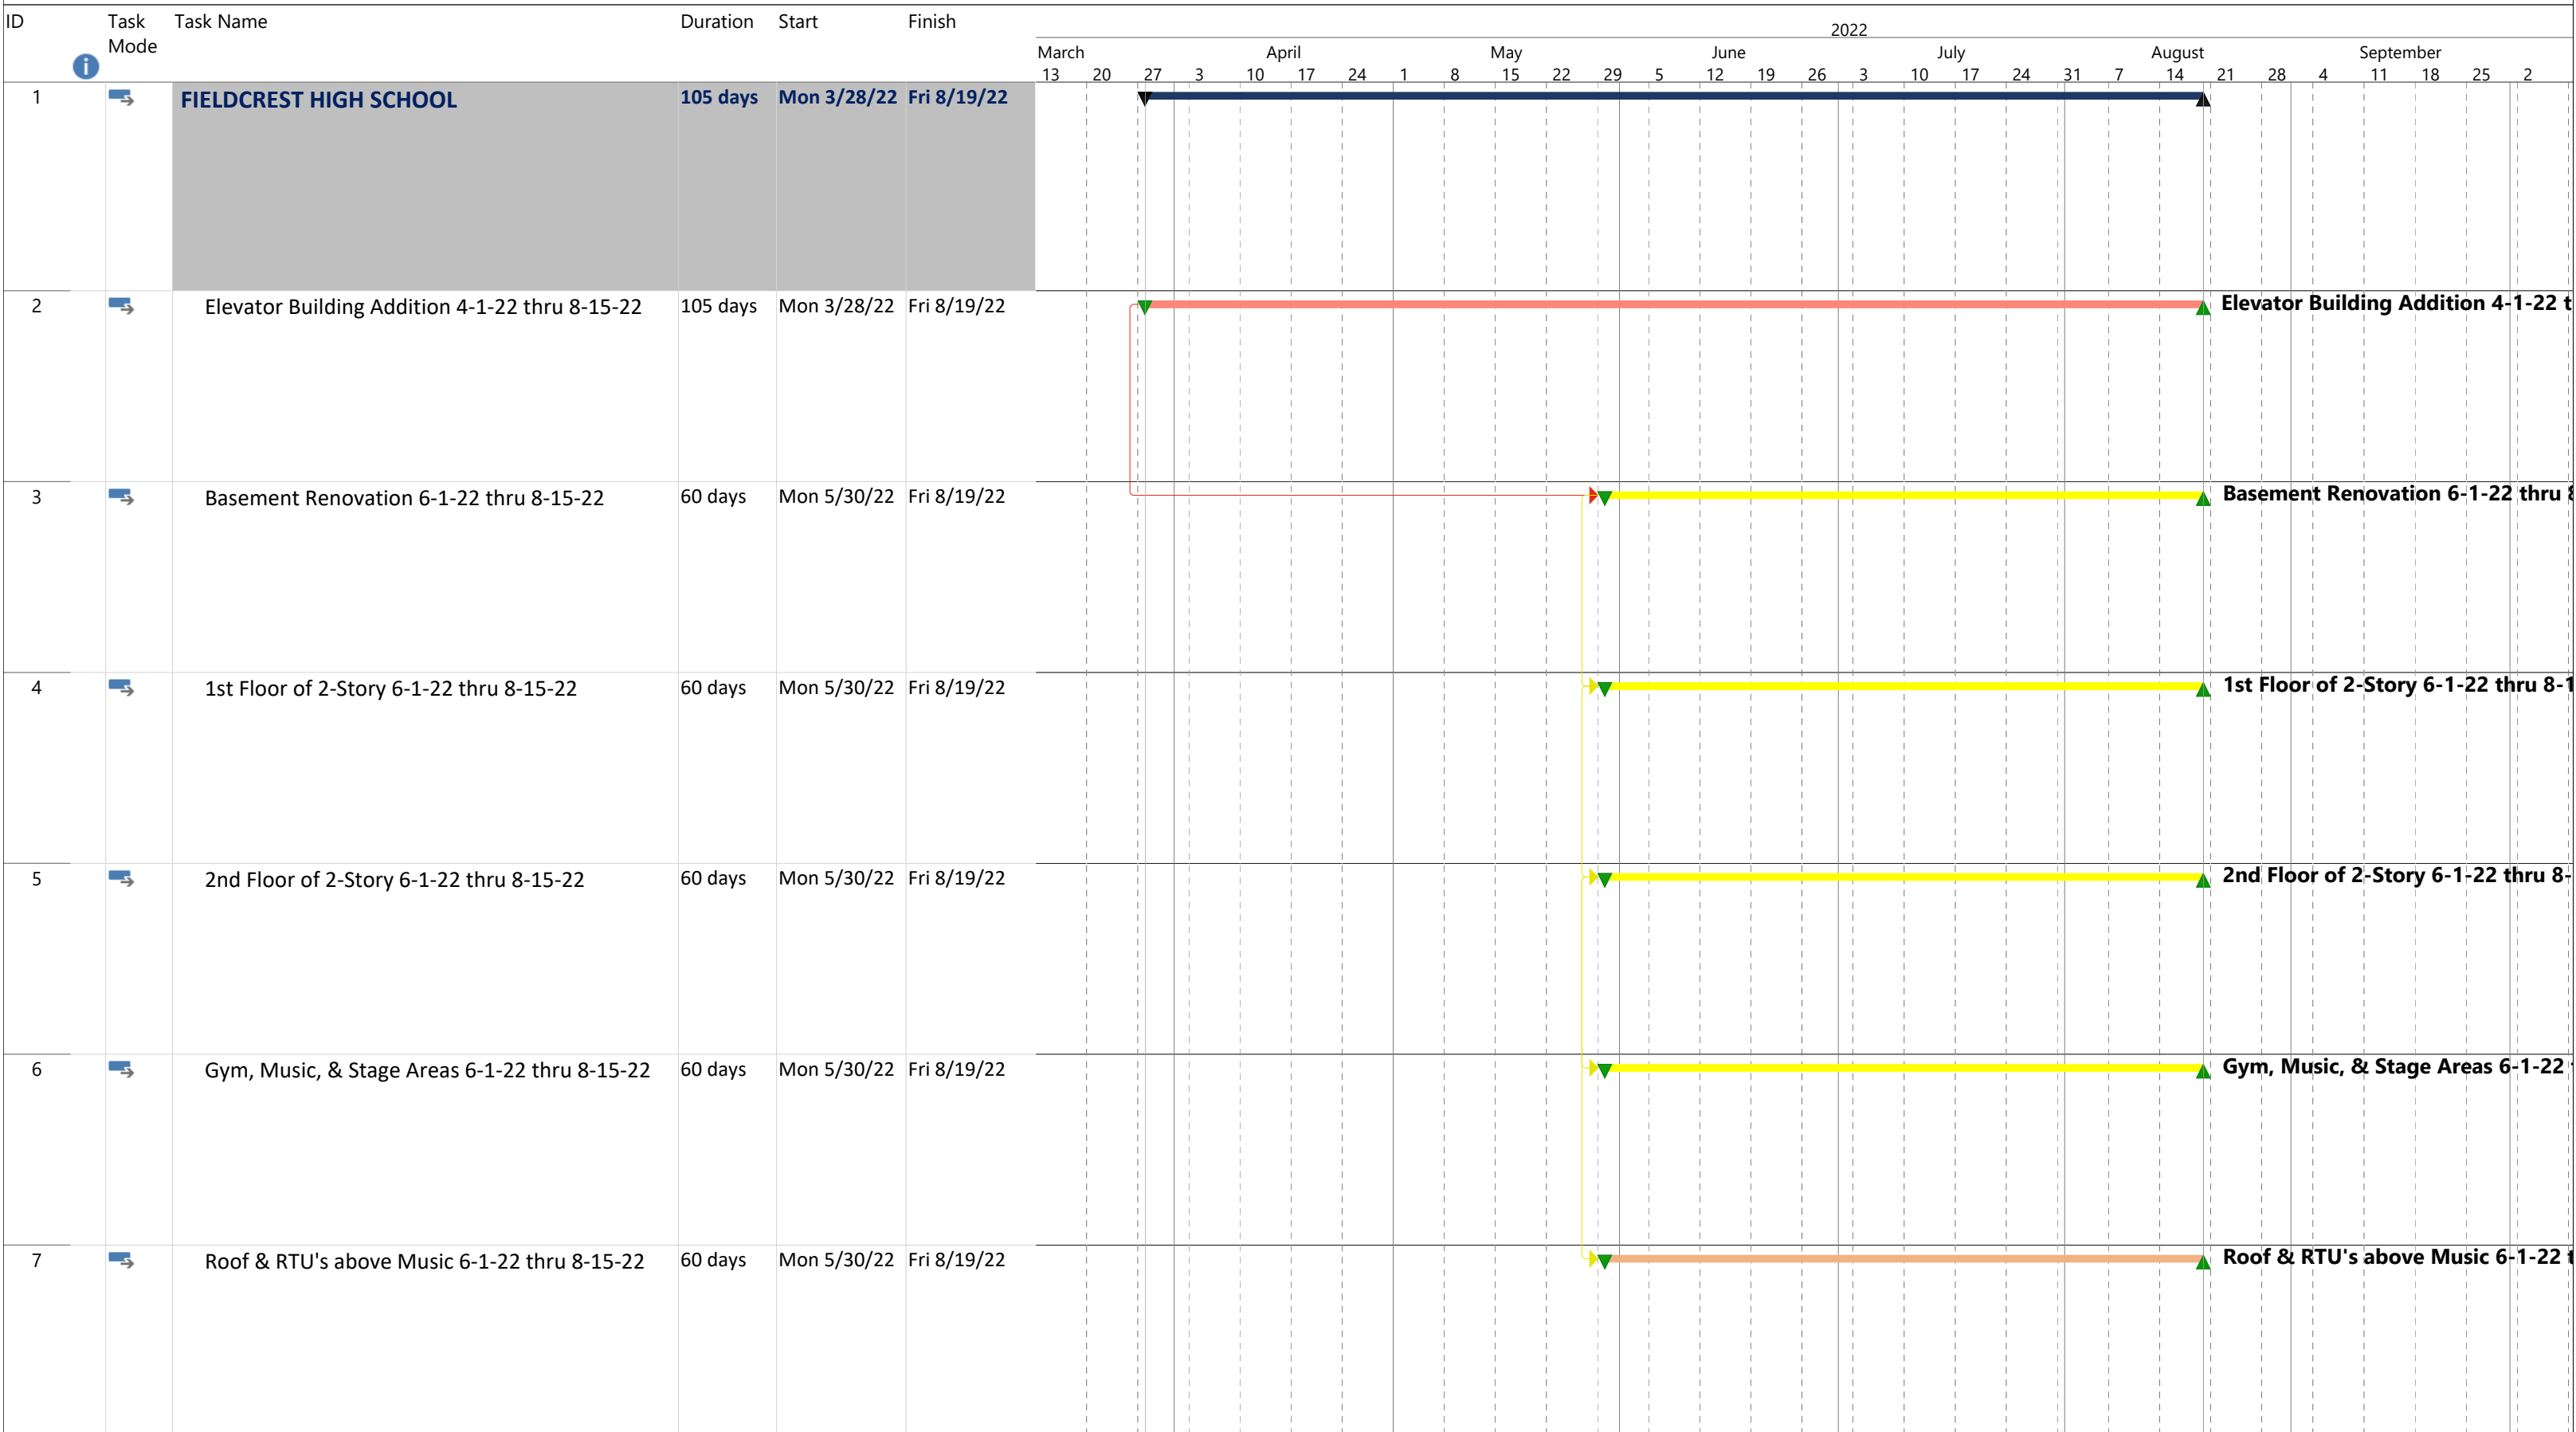 ID Task Mode Task Name Duration Start Finish
2022
March April May June July August September
13 20 27 3 10 17 24 1 8 15 22 29 5 12 19 26 3 10 17 24 31 7 14 21 28 4 11 18 25 2
1 FIELDCREST HIGH SCHOOL 105 days Mon 3/28/22 Fri 8/19/22
2 Elevator Building Addition 4-1-22 thru 8-15-22 105 days Mon 3/28/22 Fri 8/19/22 Elevator Building Addition 4-1-22 t
3 Basement Renovation 6-1-22 thru 8-15-22 60 days Mon 5/30/22 Fri 8/19/22 Basement Renovation 6-1-22 thru 8
4 1st Floor of 2-Story 6-1-22 thru 8-15-22 60 days Mon 5/30/22 Fri 8/19/22 1st Floor of 2-Story 6-1-22 thru 8-1
5 2nd Floor of 2-Story 6-1-22 thru 8-15-22 60 days Mon 5/30/22 Fri 8/19/22 2nd Floor of 2-Story 6-1-22 thru 8-
6 Gym, Music, & Stage Areas 6-1-22 thru 8-15-22 60 days Mon 5/30/22 Fri 8/19/22 Gym, Music, & Stage Areas 6-1-22
7 Roof & RTU's above Music 6-1-22 thru 8-15-22 60 days Mon 5/30/22 Fri 8/19/22 Roof & RTU's above Music 6-1-22 t